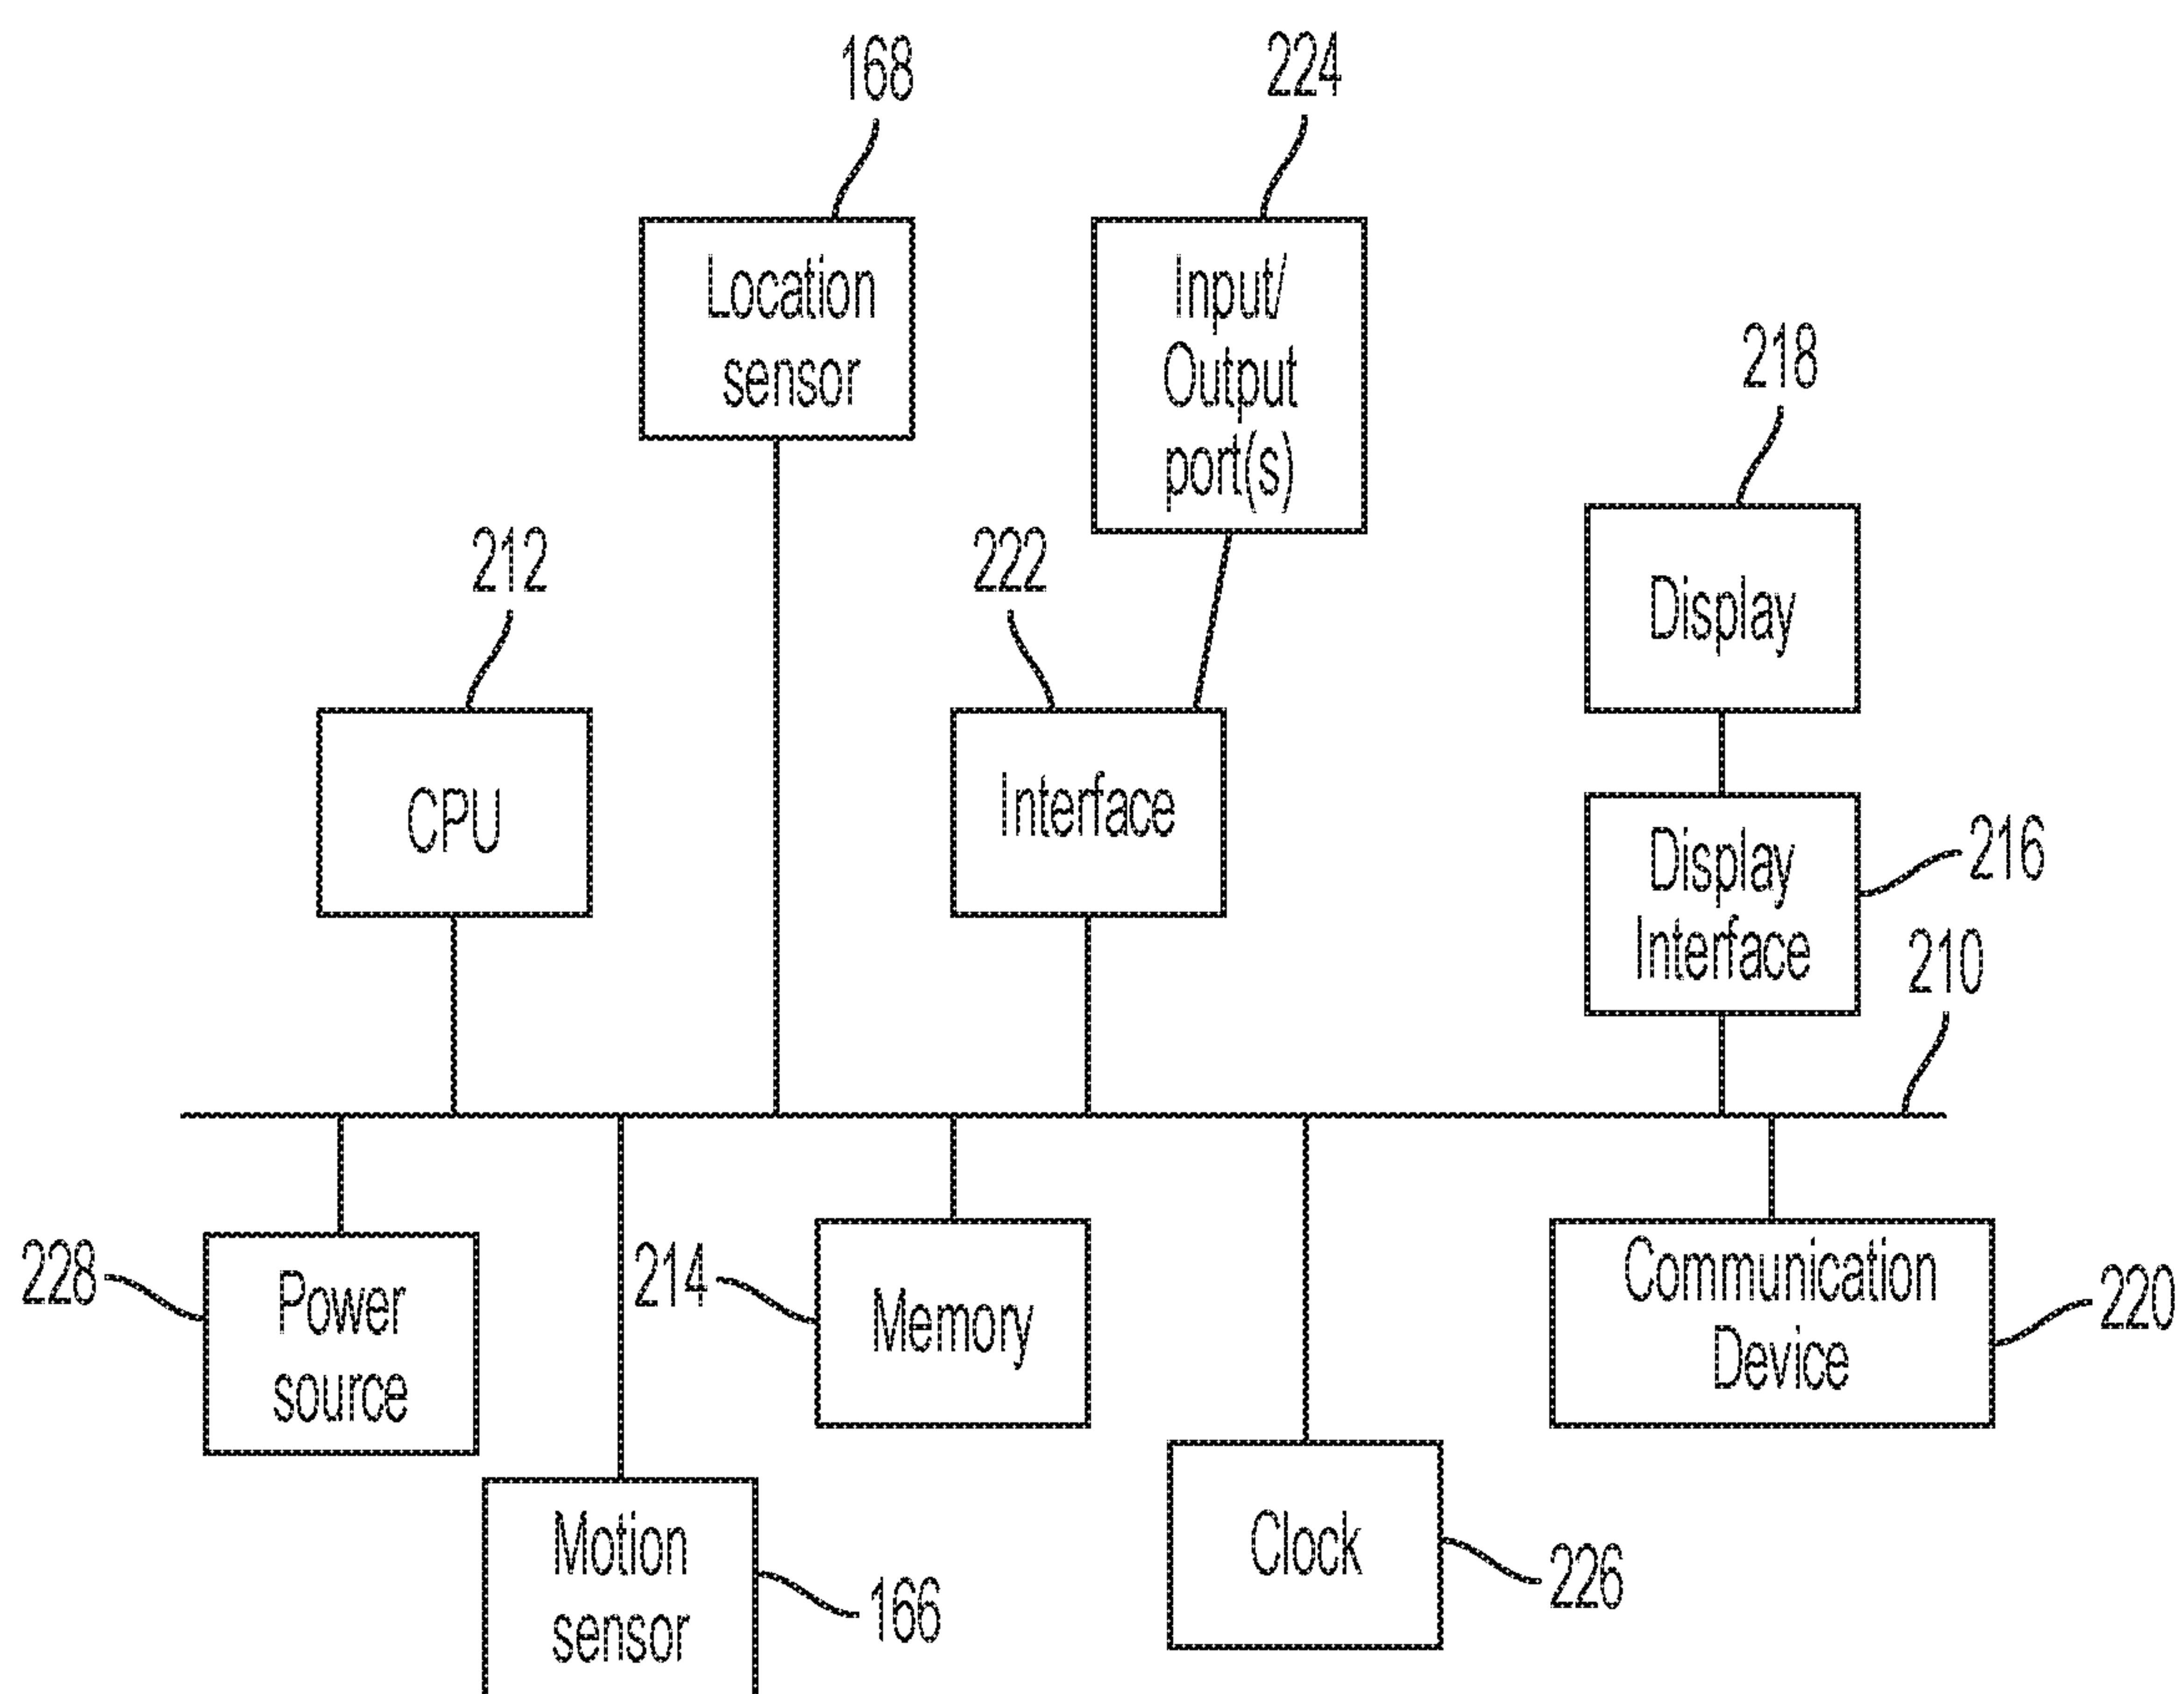 168
224
Location
sensor
Input/
Output
port(s)
218
212
222
Display
CPU
Interface
Display
Interface
216
210
228
Power
source
214
Memory
Communication
Device
220
Motion
sensor
166
Clock
226